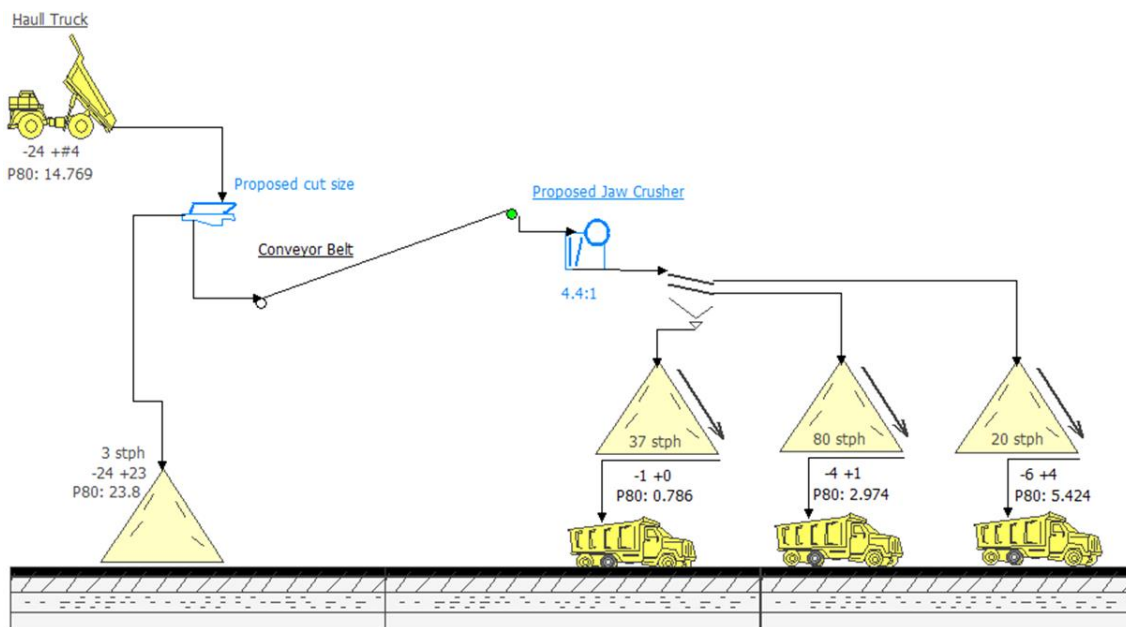 Haull Truck
-24 +#4
P80: 14.769
Proposed cut size
Proposed Jaw Crusher
Conveyor Belt
4.4:1
3 stph
-24 +23
P80: 23.8
37 stph
80 stph
20 stph
-1 +0
P80: 0.786
-4 +1
P80: 2.974
-6 +4
P80: 5.424